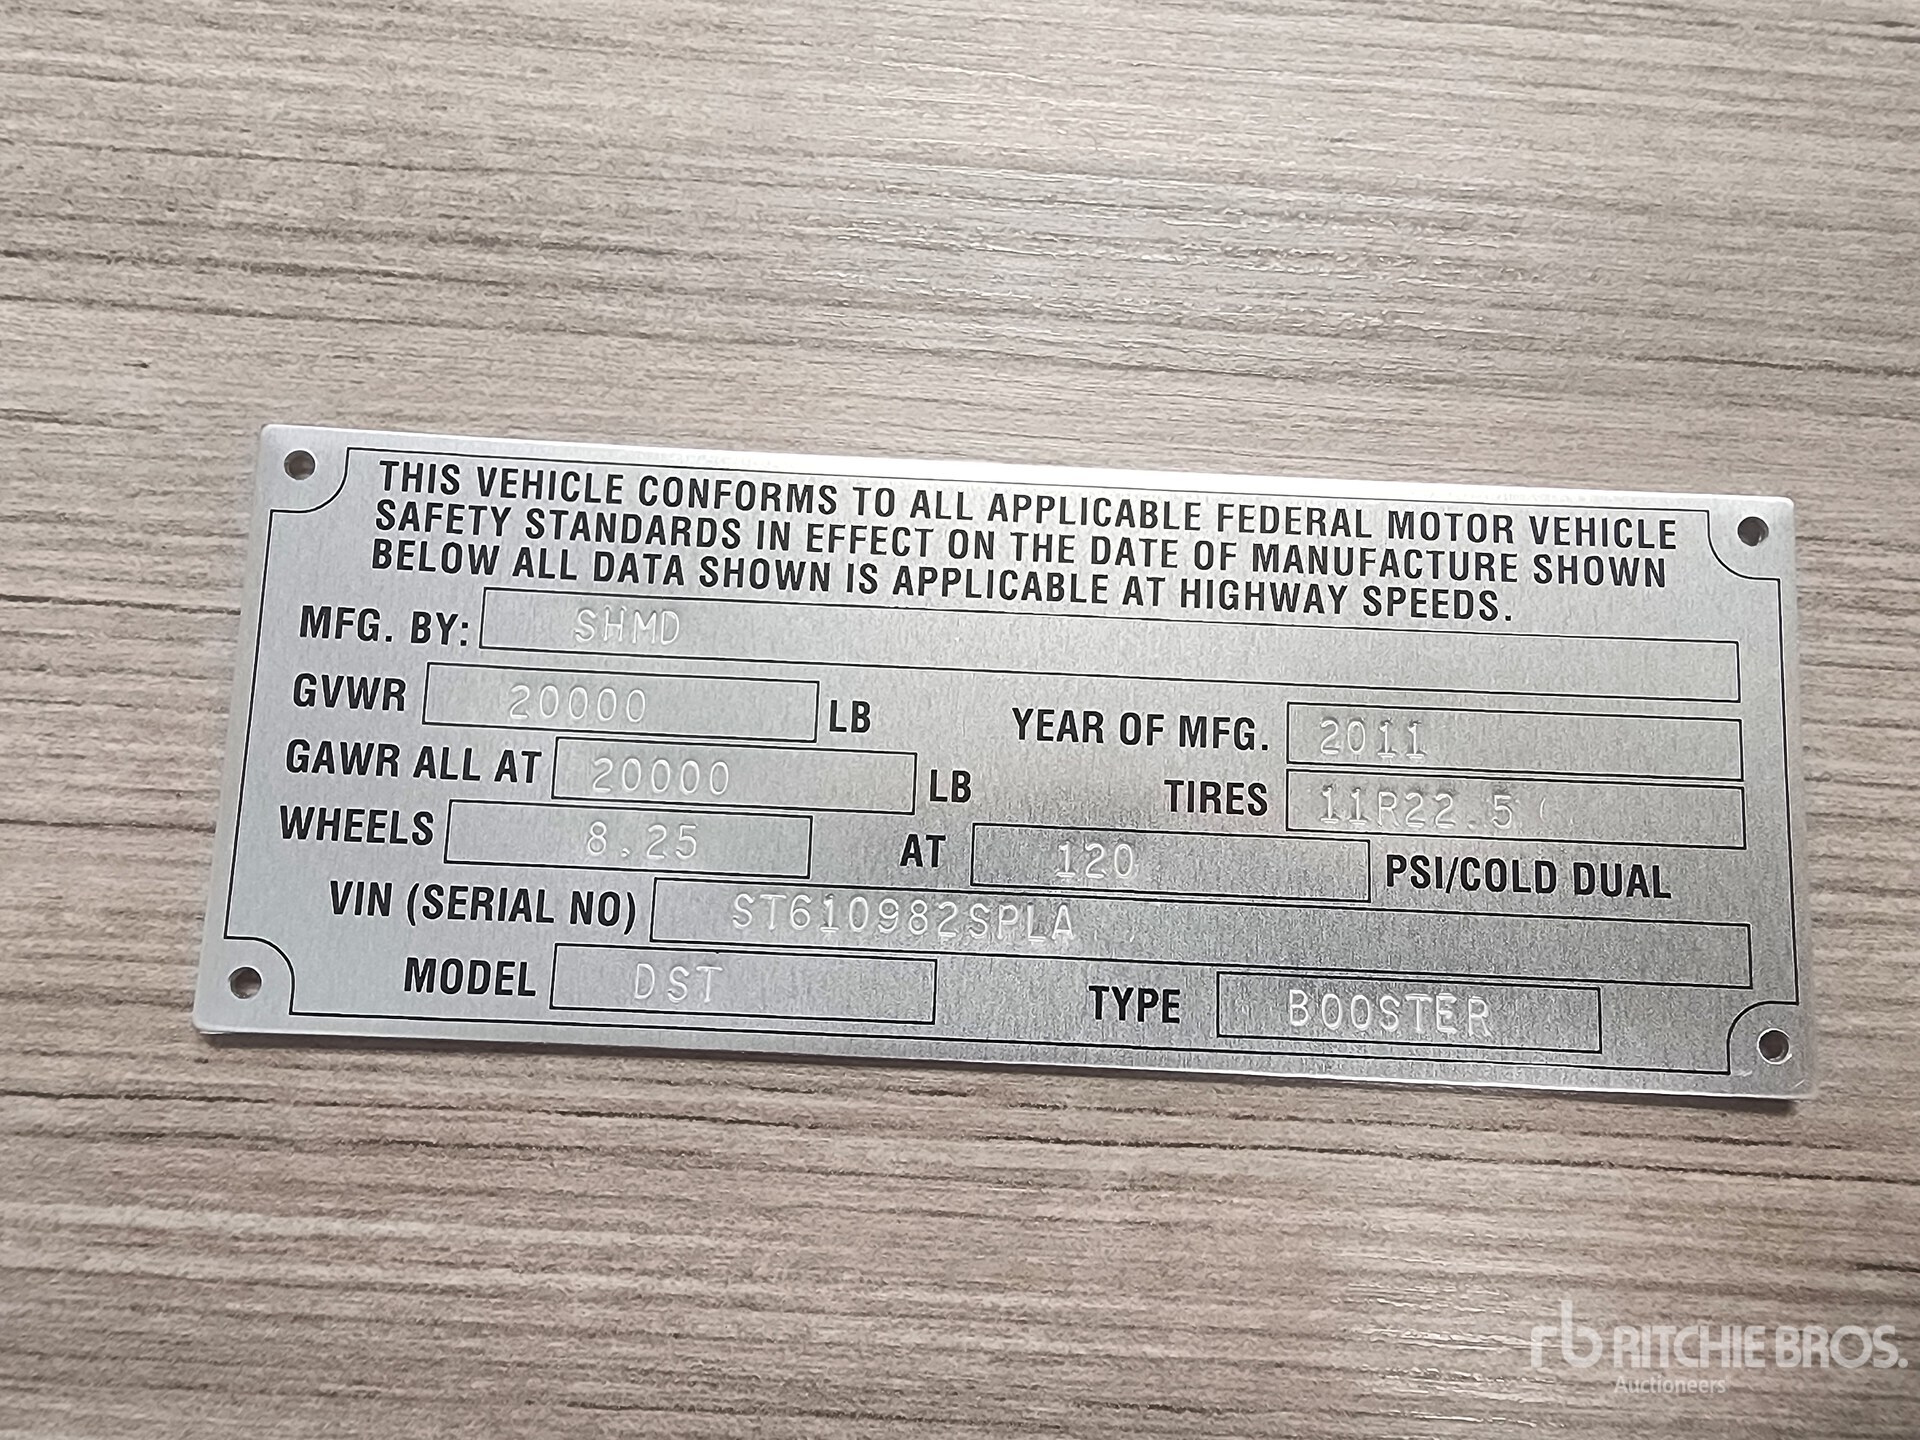 THIS VEHICLE CONFORMS TO ALL APPLICABLE FEDERAL MOTOR VEHICLE
SAFETY STANDARDS IN EFFECT ON THE DATE OF MANUFACTURE SHOWN
BELOW ALL DATA SHOWN IS APPLICABLE AT HIGHWAY SPEEDS.
MFG. BY: SHMD
GVWR 20000 LB YEAR OF MFG. 2011
GAWR ALL AT 20000 LB TIRES 11R22.5
WHEELS 8.25 AT 120 PSI/COLD DUAL
VIN (SERIAL NO) ST610982SPLA
MODEL DST TYPE BOOSTER
rb RITCHIE BROS.
Auctioneers